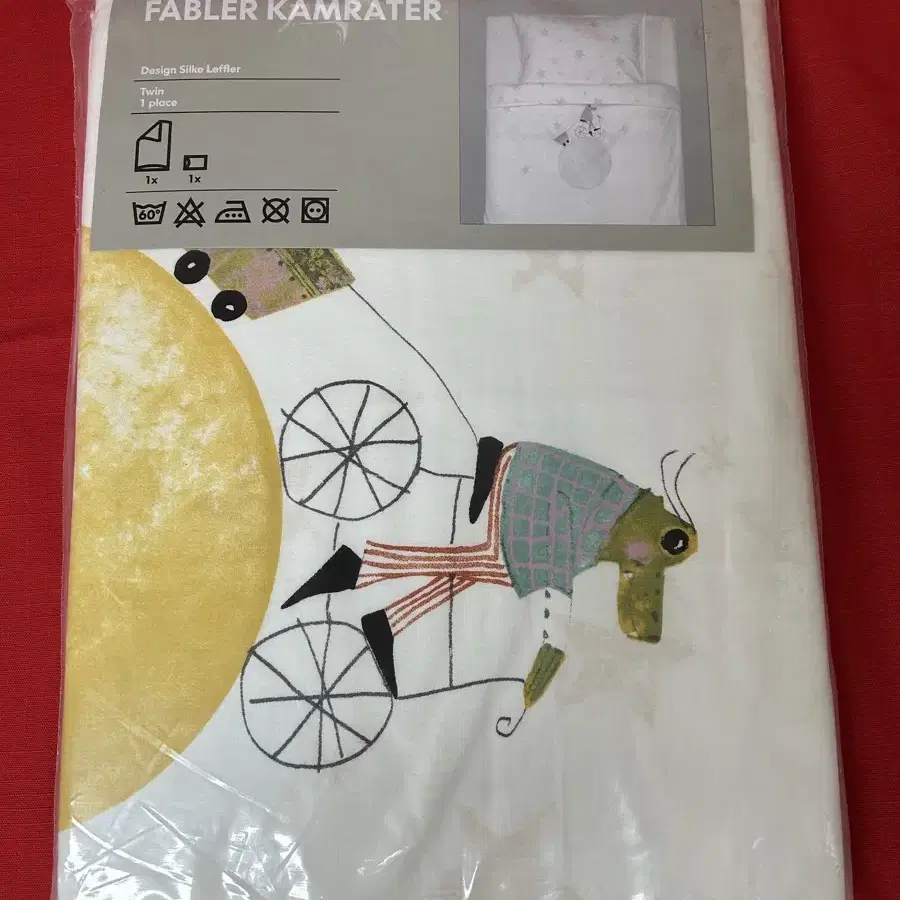 FABLER KAMRATER
Design Silke Leffler
Twin
1 place
1x 1x
60°